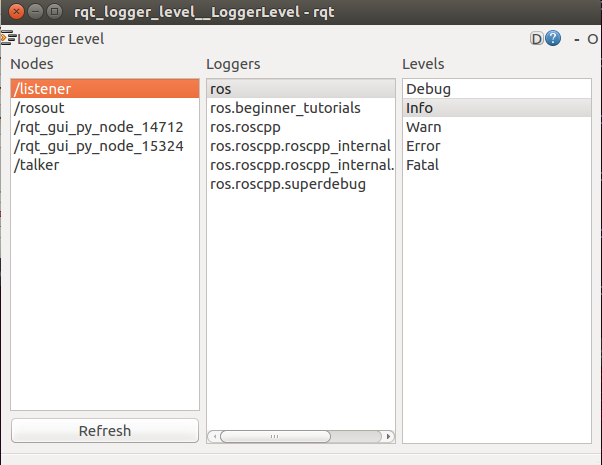 rqt_logger_level__LoggerLevel - rqt
Logger Level
D ? - O
Nodes
/listener
/rosout
/rqt_gui_py_node_14712
/rqt_gui_py_node_15324
/talker
Refresh
Loggers
ros
ros.beginner_tutorials
ros.roscpp
ros.roscpp.roscpp_internal
ros.roscpp.roscpp_internal.
ros.roscpp.superdebug
Levels
Debug
Info
Warn
Error
Fatal